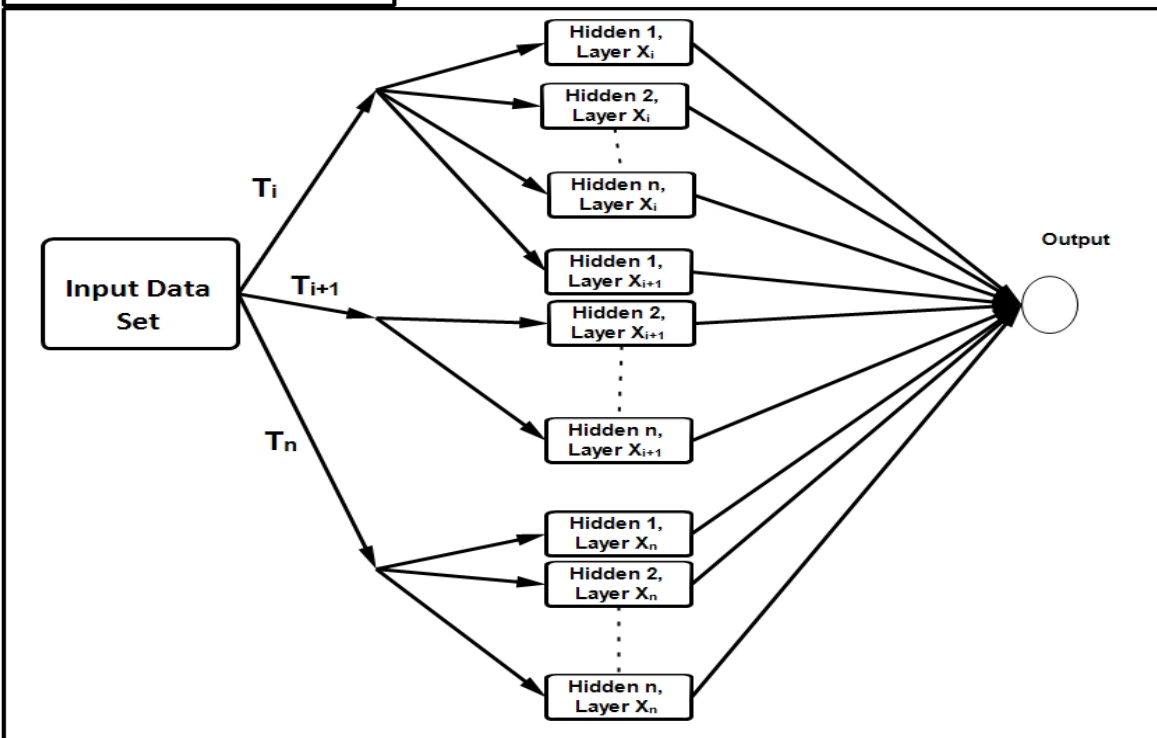 Hidden 1,
Layer Xᵢ
Hidden 2,
Layer Xᵢ
Tᵢ
Hidden n,
Layer Xᵢ
Output
Input Data
Set
Tᵢ₊₁
Hidden 1,
Layer Xᵢ₊₁
Hidden 2,
Layer Xᵢ₊₁
Tₙ
Hidden n,
Layer Xᵢ₊₁
Hidden 1,
Layer Xₙ
Hidden 2,
Layer Xₙ
Hidden n,
Layer Xₙ